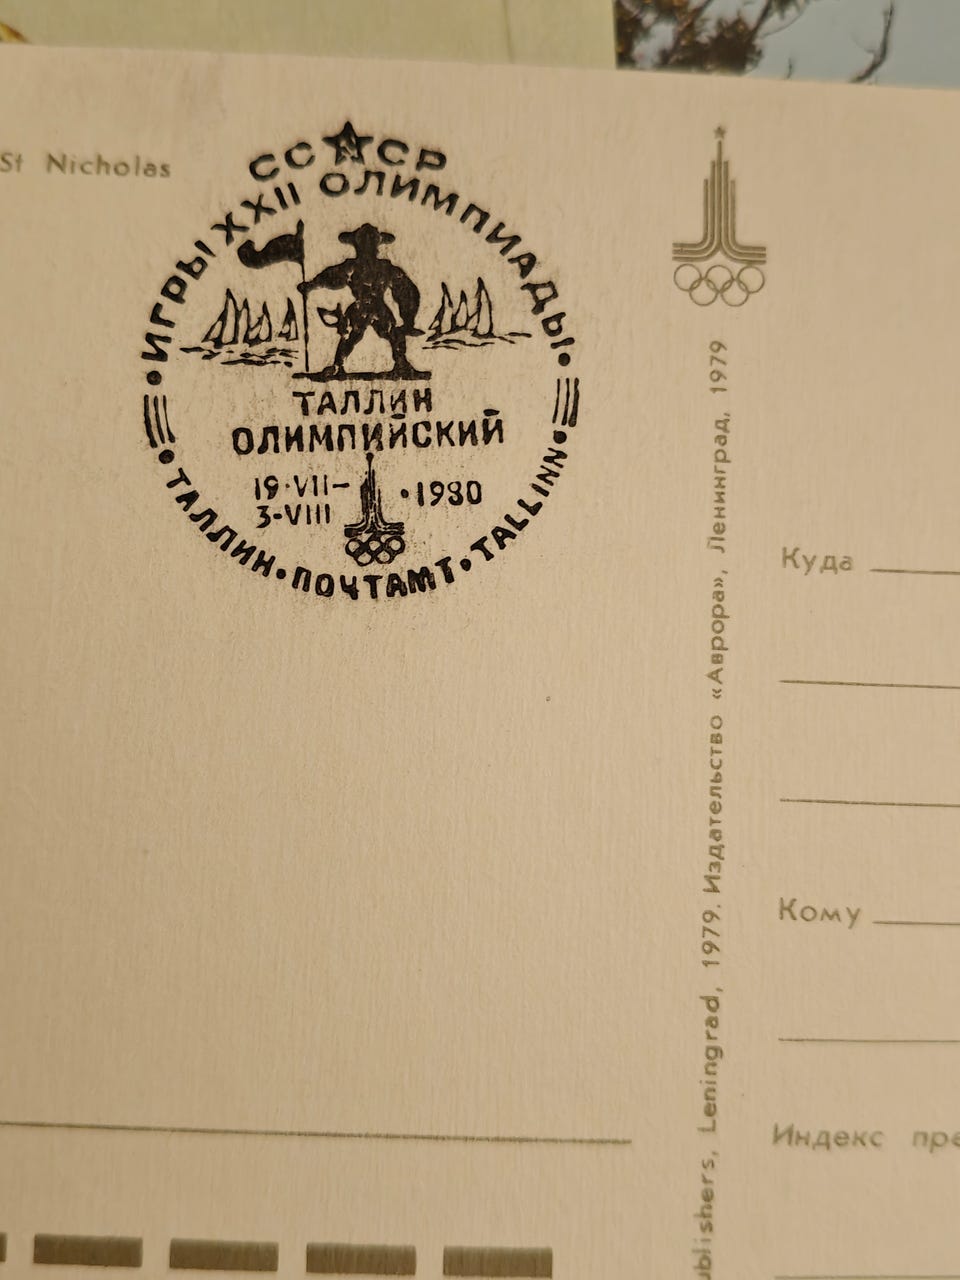 St Nicholas
СССР
ИГРЫ XXII ОЛИМПИАДЫ
ТАЛЛИН
ОЛИМПИЙСКИЙ
19·VII–
3-VIII
·1980
ТАЛЛИН·ПОЧТАМТ·TALLINN
ublishers, Leningrad, 1979. Издательство «Аврора», Ленинград, 1979
Куда
Кому
Индекс пре